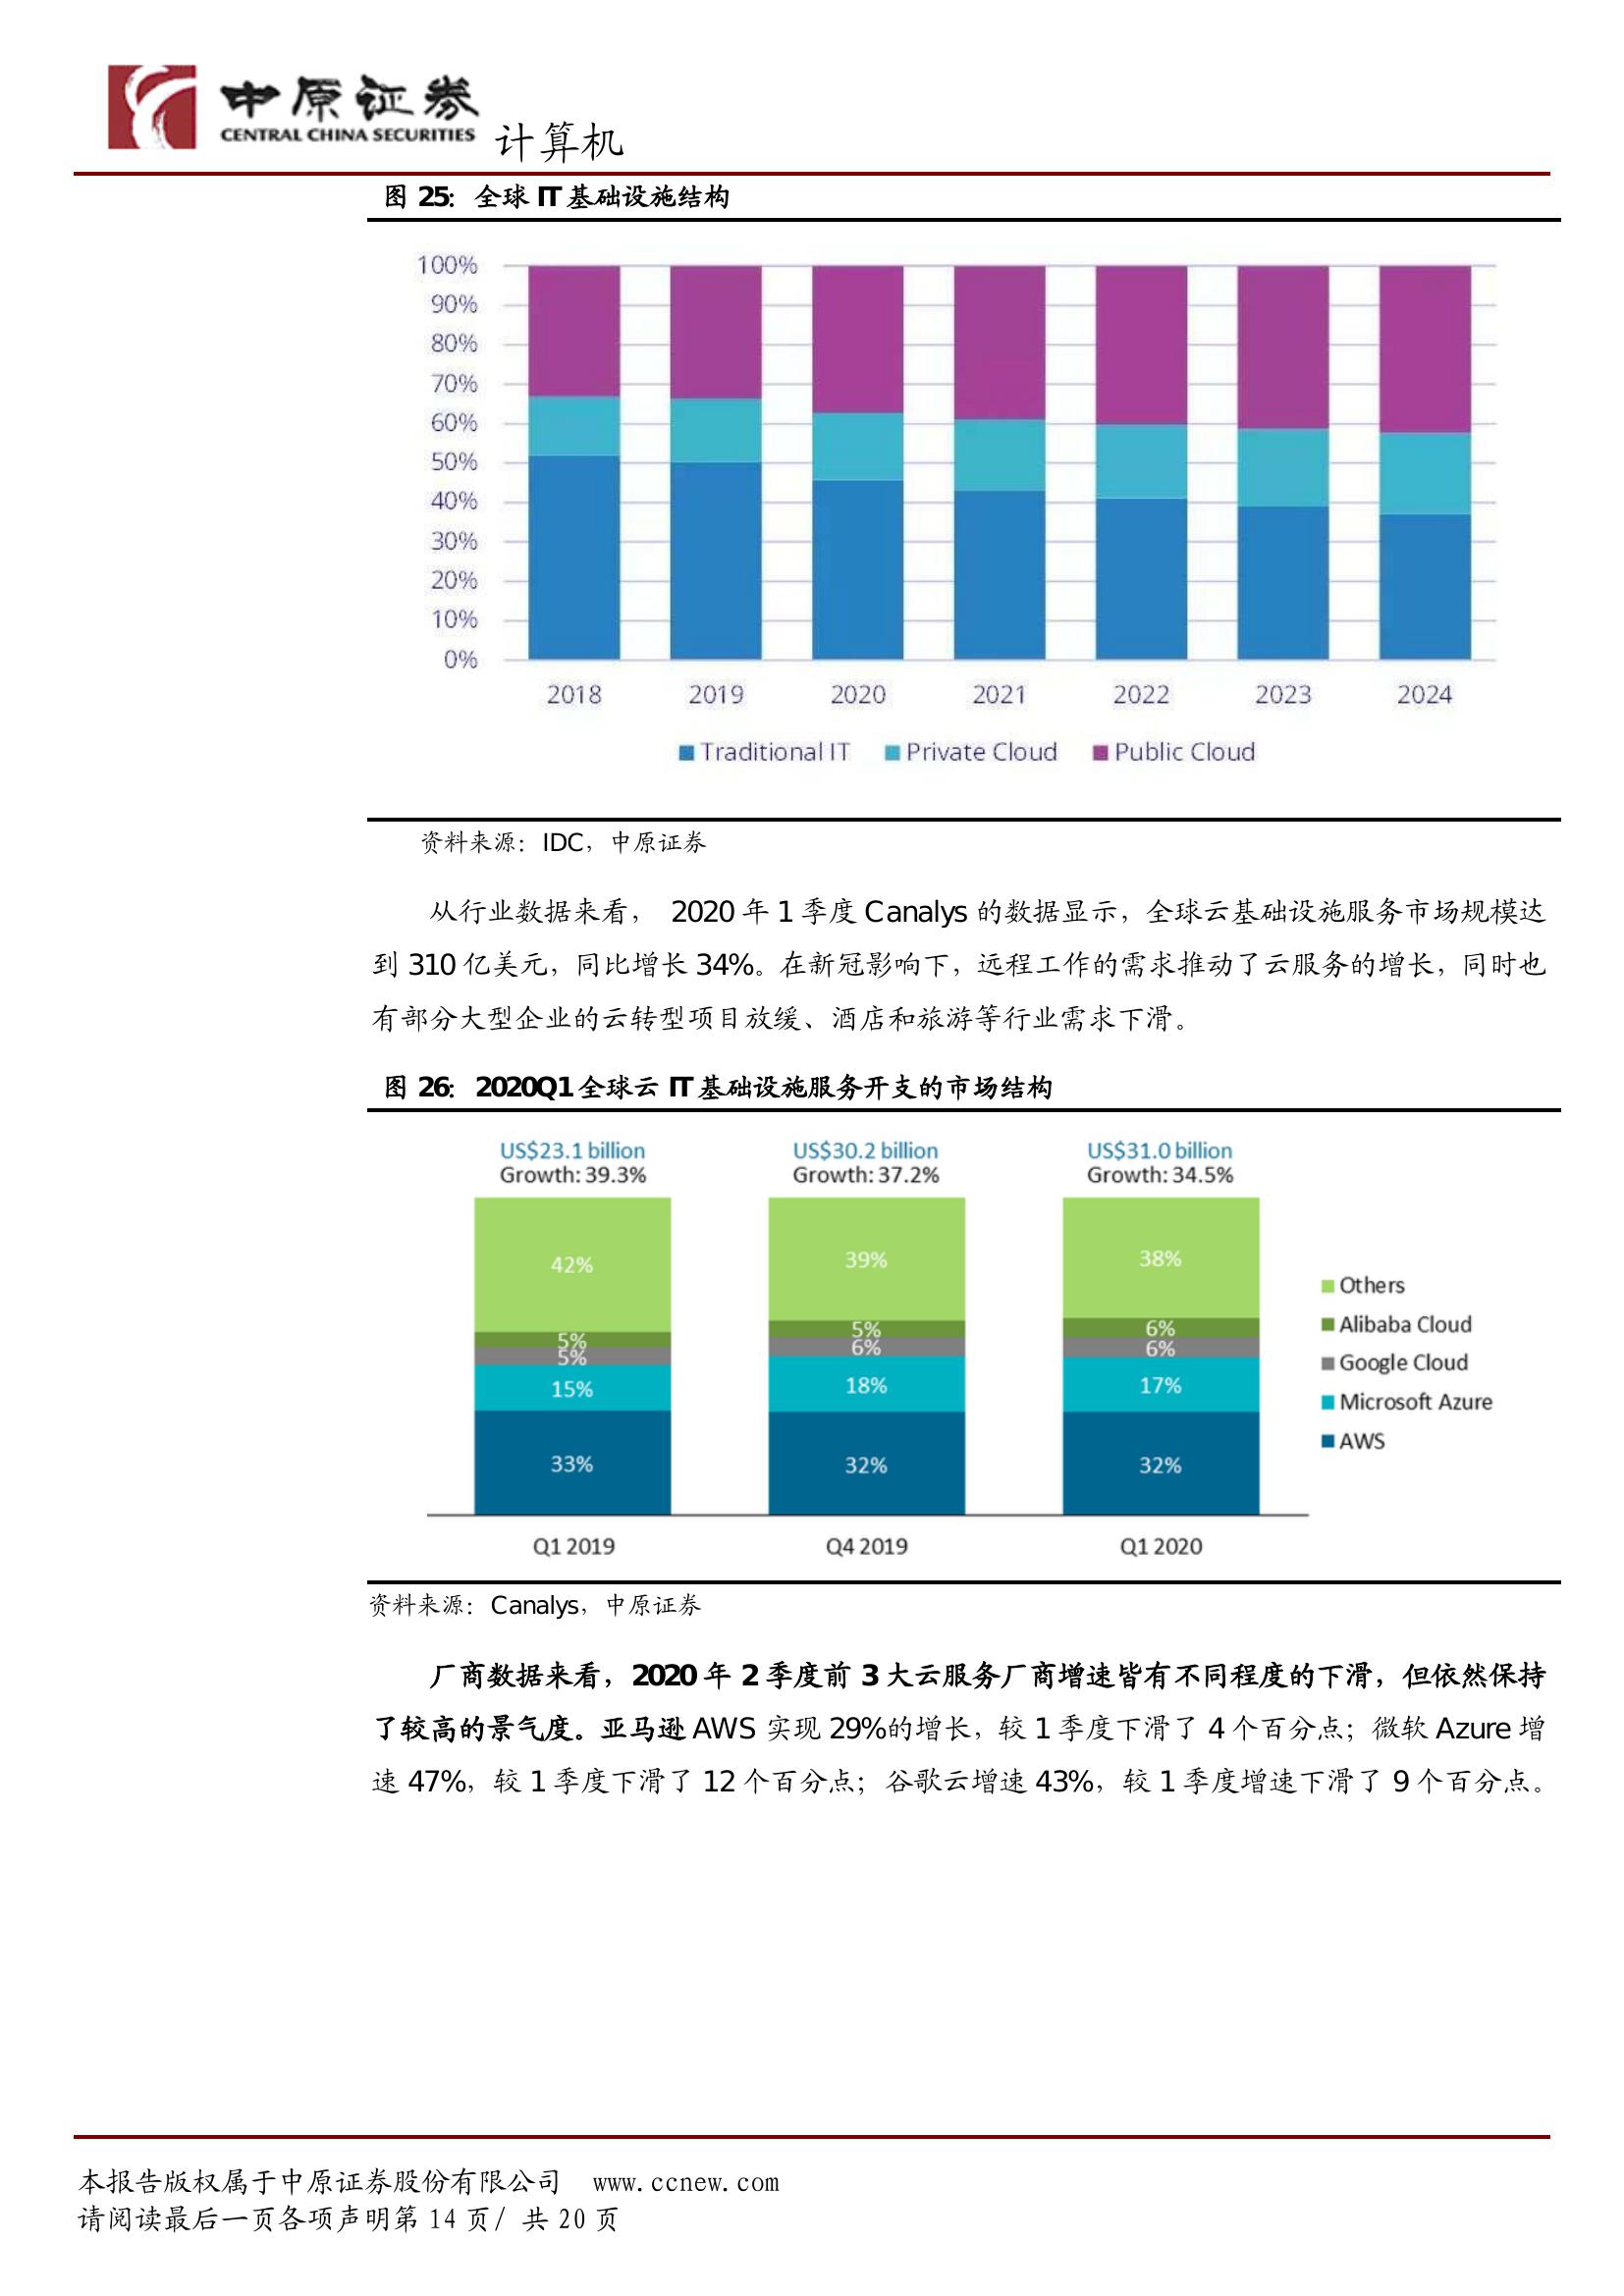 中原证券
CENTRAL CHINA SECURITIES
计算机
图 25：全球 IT 基础设施结构
100%
90%
80%
70%
60%
50%
40%
30%
20%
10%
0%
2018 2019 2020 2021 2022 2023 2024
Traditional IT Private Cloud Public Cloud
资料来源：IDC，中原证券
从行业数据来看， 2020 年 1 季度 Canalys 的数据显示，全球云基础设施服务市场规模达
到 310 亿美元，同比增长 34%。在新冠影响下，远程工作的需求推动了云服务的增长，同时也
有部分大型企业的云转型项目放缓、酒店和旅游等行业需求下滑。
图 26：2020Q1 全球云 IT 基础设施服务开支的市场结构
US$23.1 billion US$30.2 billion US$31.0 billion
Growth: 39.3% Growth: 37.2% Growth: 34.5%
42% 39% 38%
5% 5% 6%
5% 6% 6%
15% 18% 17%
33% 32% 32%
Others
Alibaba Cloud
Google Cloud
Microsoft Azure
AWS
Q1 2019 Q4 2019 Q1 2020
资料来源：Canalys，中原证券
厂商数据来看，2020 年 2 季度前 3 大云服务厂商增速皆有不同程度的下滑，但依然保持
了较高的景气度。亚马逊 AWS 实现 29%的增长，较 1 季度下滑了 4 个百分点；微软 Azure 增
速 47%，较 1 季度下滑了 12 个百分点；谷歌云增速 43%，较 1 季度增速下滑了 9 个百分点。
本报告版权属于中原证券股份有限公司 www.ccnew.com
请阅读最后一页各项声明第 14 页/ 共 20 页